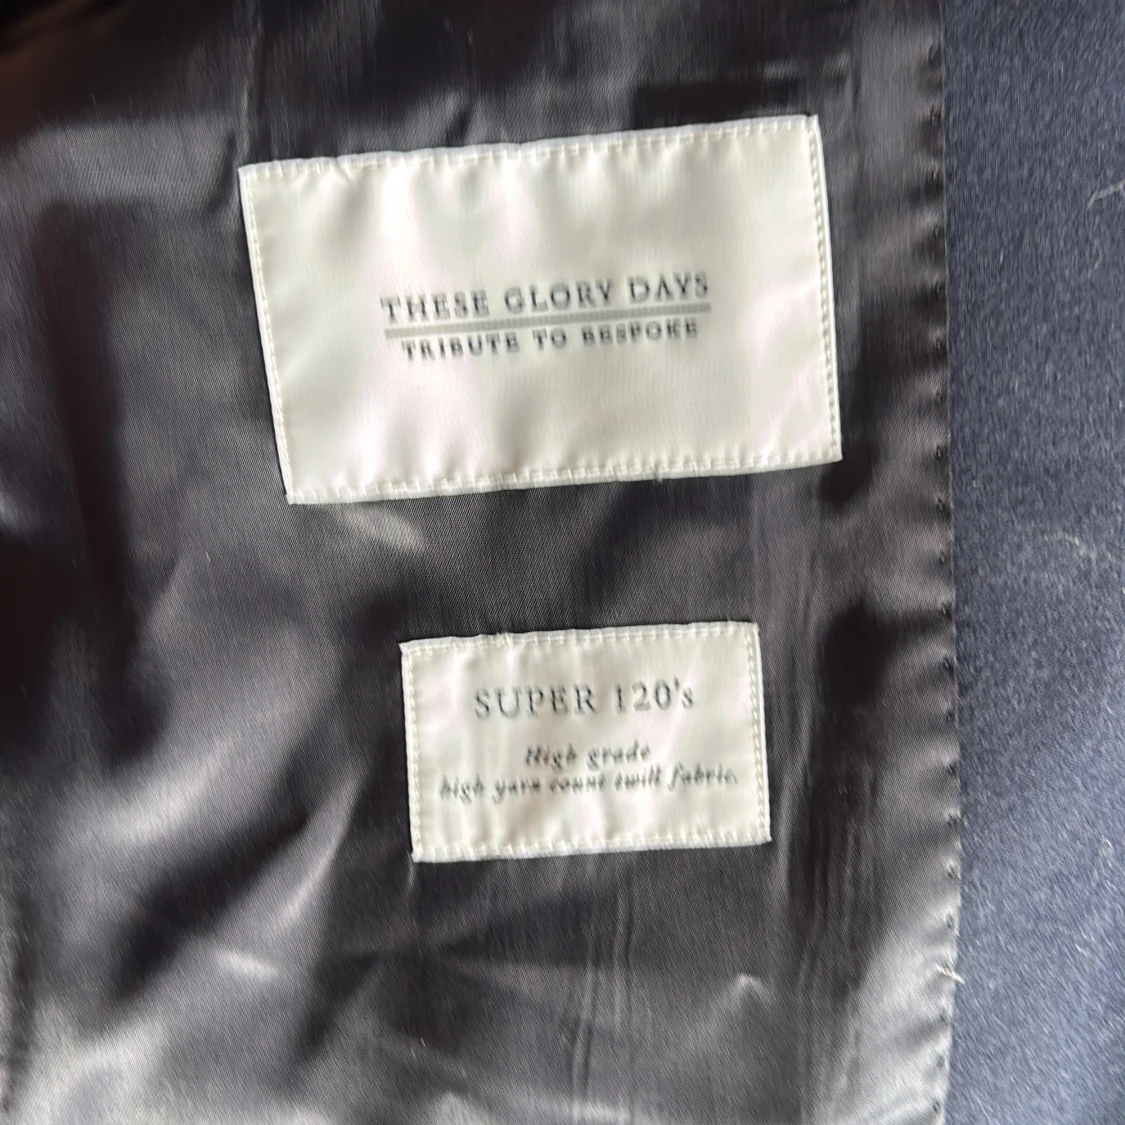 THESE GLORY DAYS
TRIBUTE TO BESPOKE
SUPER 120's
High grade
high yarn count twill fabric.